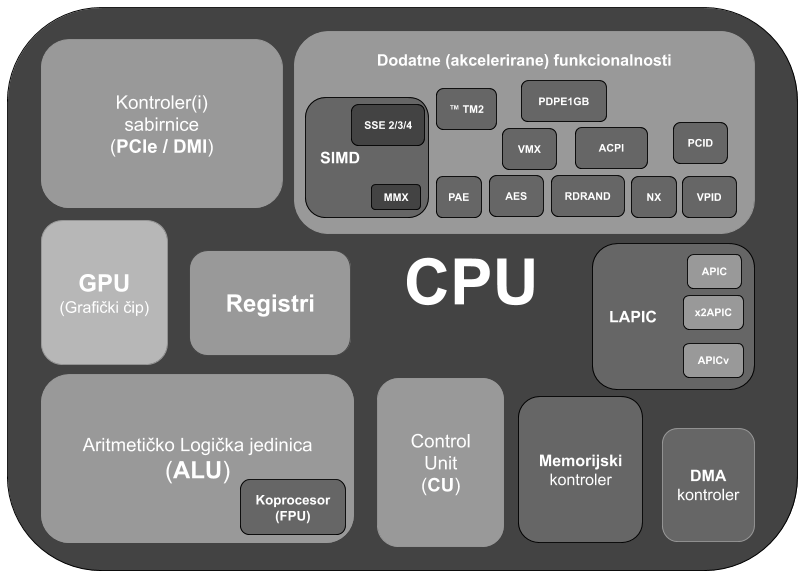 Dodatne (akcelerirane) funkcionalnosti
Kontroler(i)
sabirnice
(PCIe / DMI)
SIMD
SSE 2/3/4
MMX
™ TM2
PDPE1GB
VMX
ACPI
PCID
PAE
AES
RDRAND
NX
VPID
GPU
(Grafički čip)
Registri
CPU
LAPIC
APIC
x2APIC
APICv
Aritmetičko Logička jedinica
(ALU)
Koprocesor
(FPU)
Control
Unit
(CU)
Memorijski
kontroler
DMA
kontroler